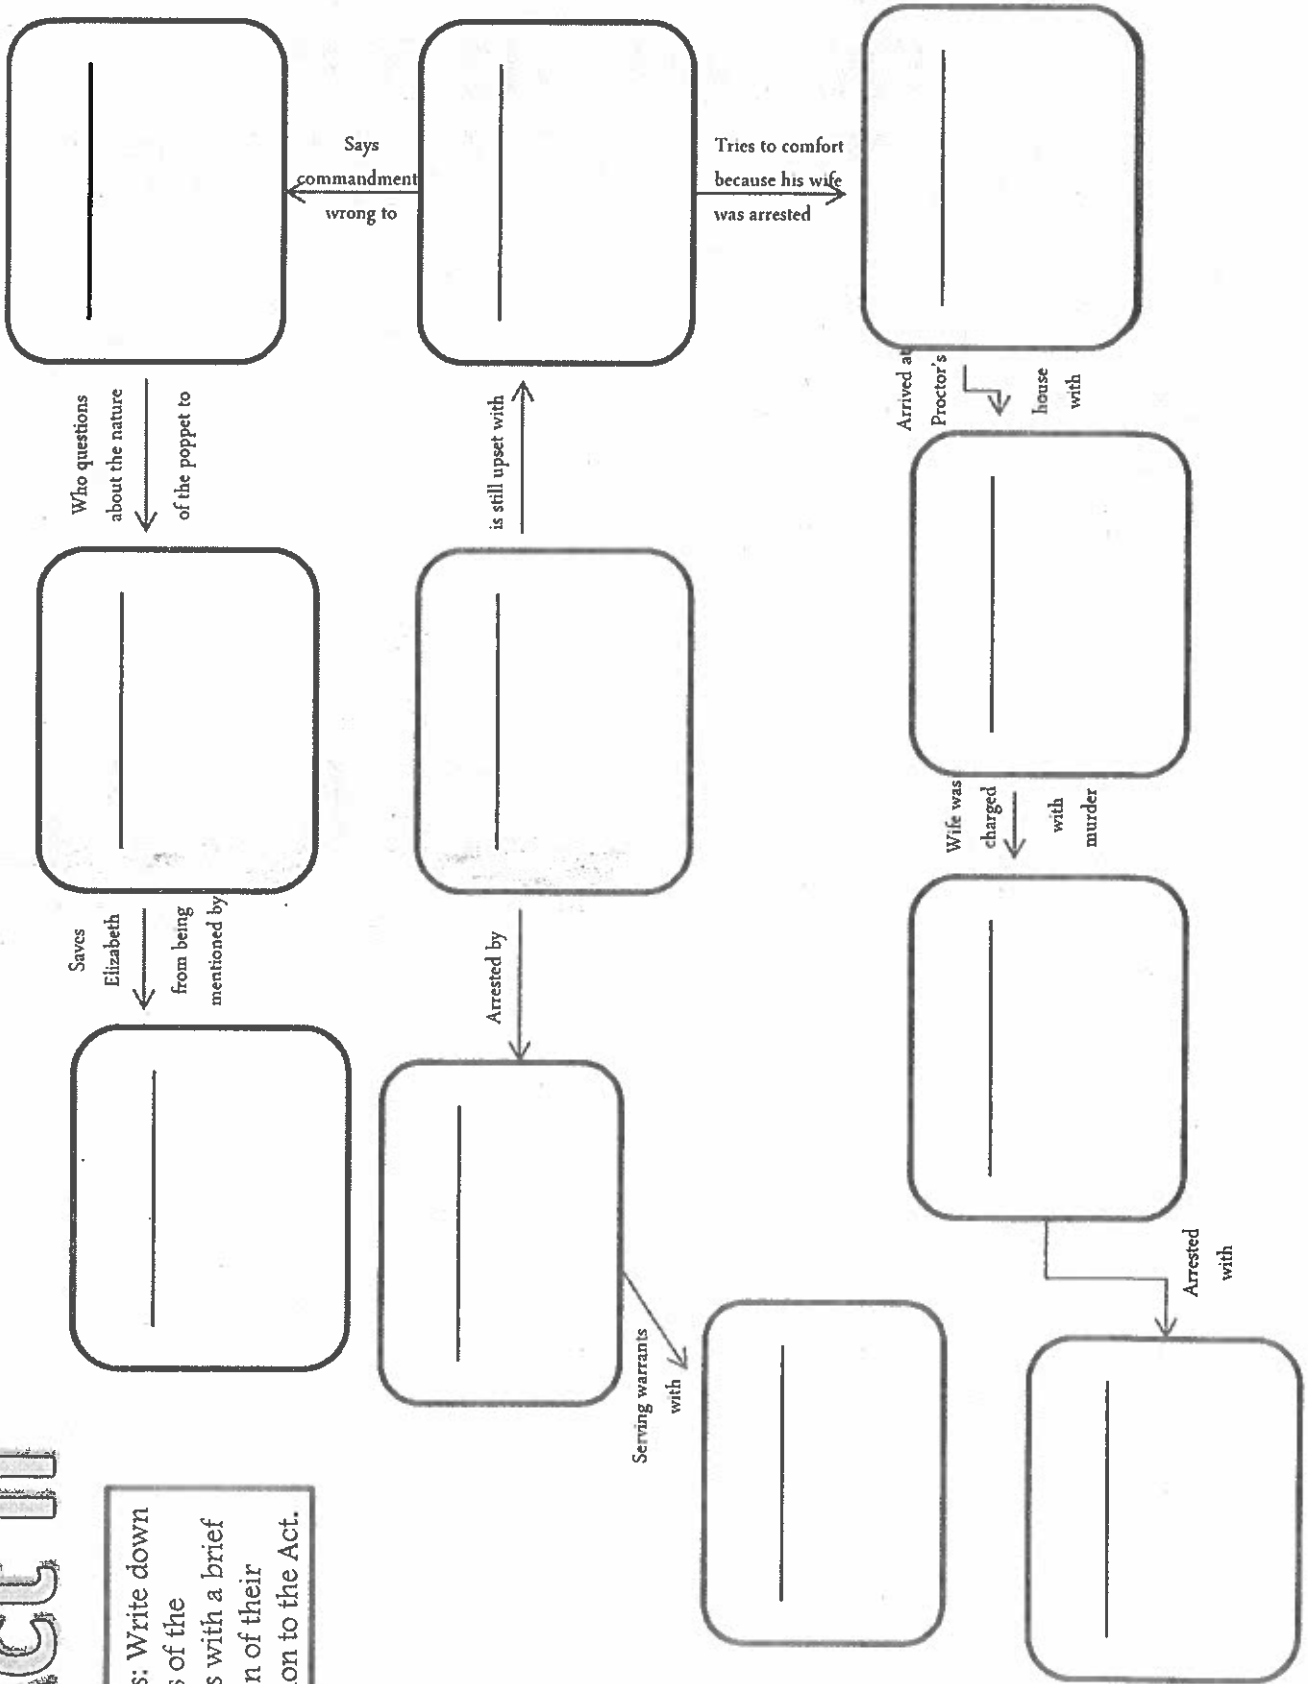 Says
commandment
wrong to
Tries to comfort
because his wife
was arrested
Who questions
about the nature
of the poppet to
is still upset with
Arrived at
Proctor's
house
with
Wife was
charged
with
murder
Saves
Elizabeth
from being
mentioned by
Arrested by
Serving warrants
with
Arrested
with
Write down
of the
with a brief
of their
to the Act.